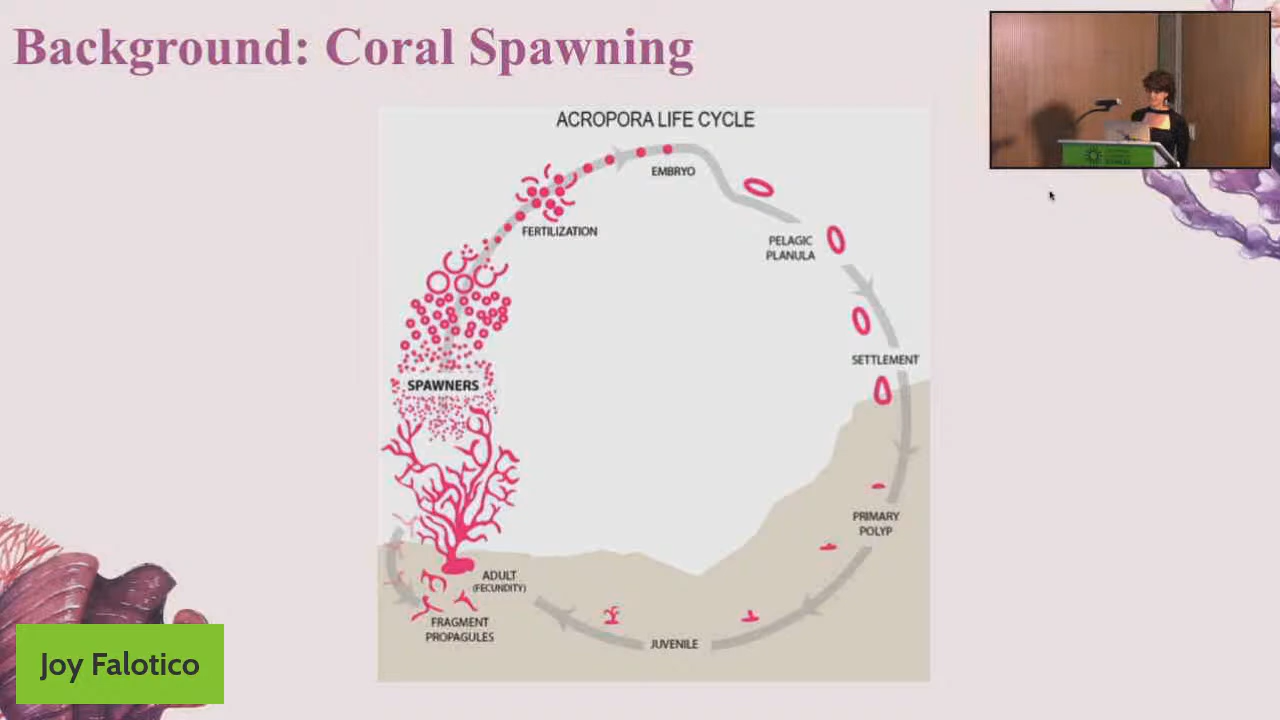 Background: Coral Spawning
ACROPORA LIFE CYCLE
EMBRYO
FERTILIZATION
PELAGIC
PLANULA
SETTLEMENT
SPAWNERS
PRIMARY
POLYP
ADULT
(FECUNDITY)
FRAGMENT
PROPAGULES
JUVENILE
Joy Falotico